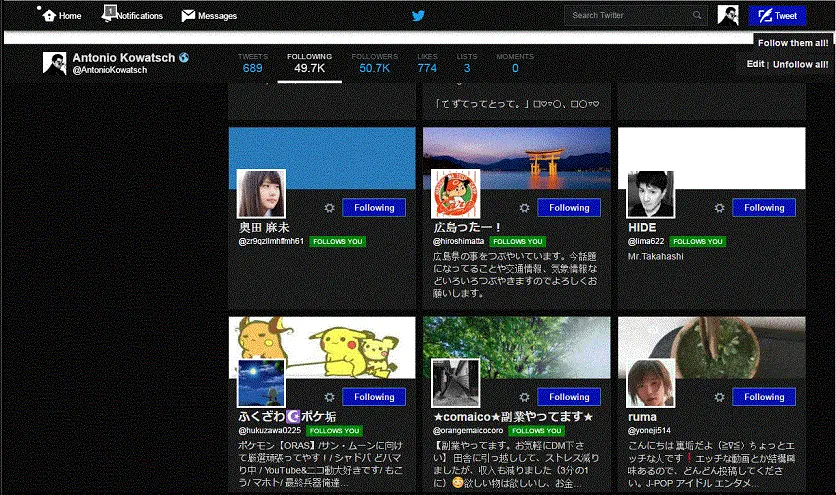 Home
1
Notifications
Messages
Search Twitter
Tweet
Follow them all!
Antonio Kowatsch
@AntonioKowatsch
TWEETS
689
FOLLOWING
49.7K
FOLLOWERS
50.7K
LIKES
774
LISTS
3
MOMENTS
0
Edit | Unfollow all!
Following
奥田 麻未
FOLLOWS YOU
Following
広島ったー！
@hiroshimatta FOLLOWS YOU
広島県の事をつぶやいています。今話題
になってることや交通情報、気象情報な
どいろいろつぶやきますのでよろしくお
願いします。
Following
HIDE
@lima622 FOLLOWS YOU
Mr.Takahashi
Following
ふくざわ☪ポケ垢
@hukuzawa0225 FOLLOWS YOU
ポケモン【ORAS】/サン・ムーンに向け
て厳選頑張ってやす！/ シャドバ どハマ
り中 / YouTube&ニコ動大好きです/ もこ
う/ マホト/ 最終兵器俺達...
Following
★comaico★副業やってます★
@orangemaicocoro FOLLOWS YOU
【副業やってます。お気軽にDM下さ
い】 田舎に引っ越しして、ストレス減り
ましたが、収入も減りました（3分の1
に）😳欲しい物は欲しいし、お金...
Following
ruma
@yoneji514 FOLLOWS YOU
こんにちは 裏垢だよ（≧∇≦）ちょっとエ
ッチな人です❗エッチな動画とか結構興
味あるので、どんどん投稿してくださ
い。J-POP アイドル エンタメ...